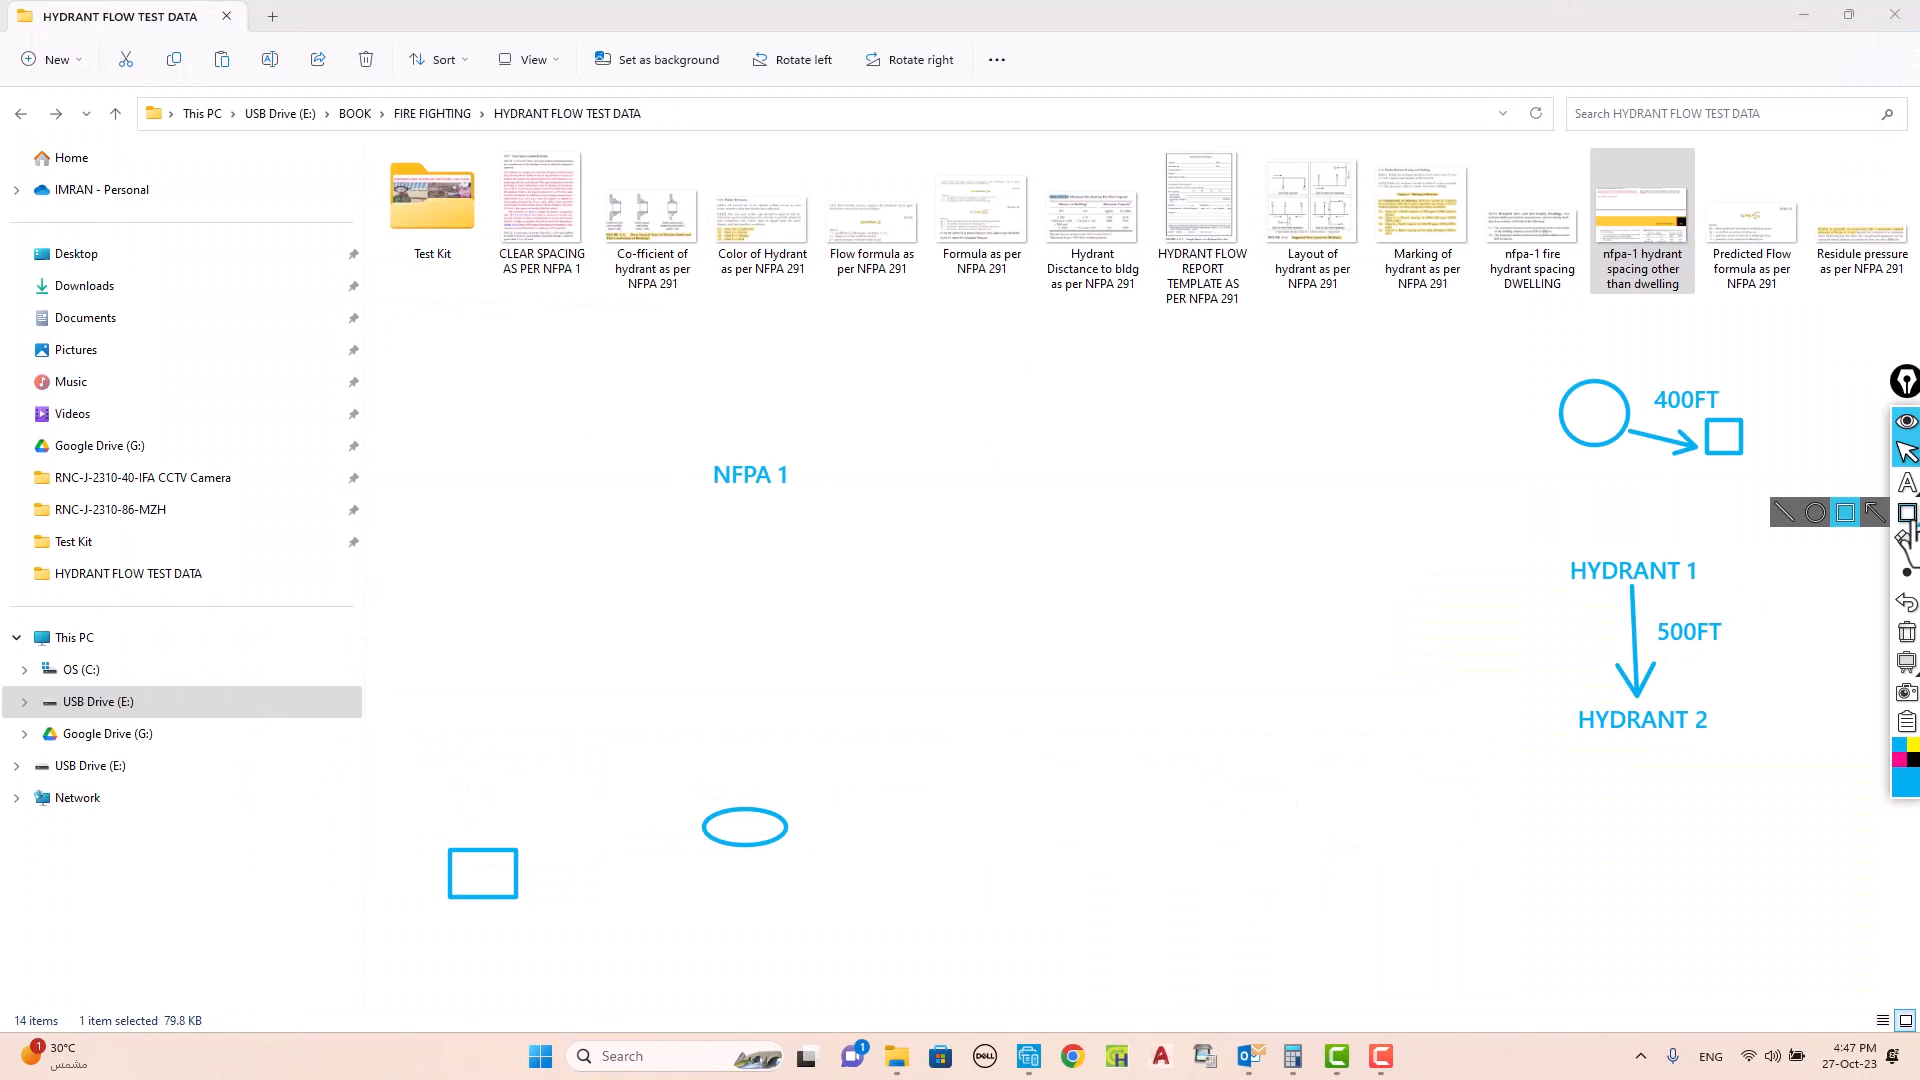 HYDRANT FLOW TEST DATA
New
Sort
View
Set as background
Rotate left
Rotate right
This PC
USB Drive (E:)
BOOK
FIRE FIGHTING
HYDRANT FLOW TEST DATA
Search HYDRANT FLOW TEST DATA
Home
IMRAN - Personal
Desktop
Downloads
Documents
Pictures
Music
Videos
Google Drive (G:)
RNC-J-2310-40-IFA CCTV Camera
RNC-J-2310-86-MZH
Test Kit
HYDRANT FLOW TEST DATA
This PC
OS (C:)
USB Drive (E:)
Google Drive (G:)
USB Drive (E:)
Network
Test Kit
CLEAR SPACING
AS PER NFPA 1
Co-fficient of
hydrant as per
NFPA 291
Color of Hydrant
as per NFPA 291
Flow formula as
per NFPA 291
Formula as per
NFPA 291
Hydrant
Disctance to bldg
as per NFPA 291
HYDRANT FLOW
REPORT
TEMPLATE AS
PER NFPA 291
Layout of
hydrant as per
NFPA 291
Marking of
hydrant as per
NFPA 291
nfpa-1 fire
hydrant spacing
DWELLING
nfpa-1 hydrant
spacing other
than dwelling
Predicted Flow
formula as per
NFPA 291
Residule pressure
as per NFPA 291
400FT
NFPA 1
HYDRANT 1
500FT
HYDRANT 2
14 items
1 item selected 79.8 KB
1
30°C
مشمس
Search
1
DELL
ENG
4:47 PM
27-Oct-23